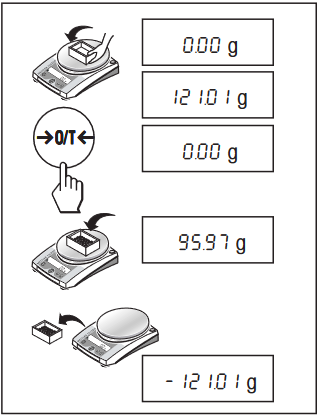 0.00 g
121.01 g
→0/T←
0.00 g
95.97 g
- 121.01 g